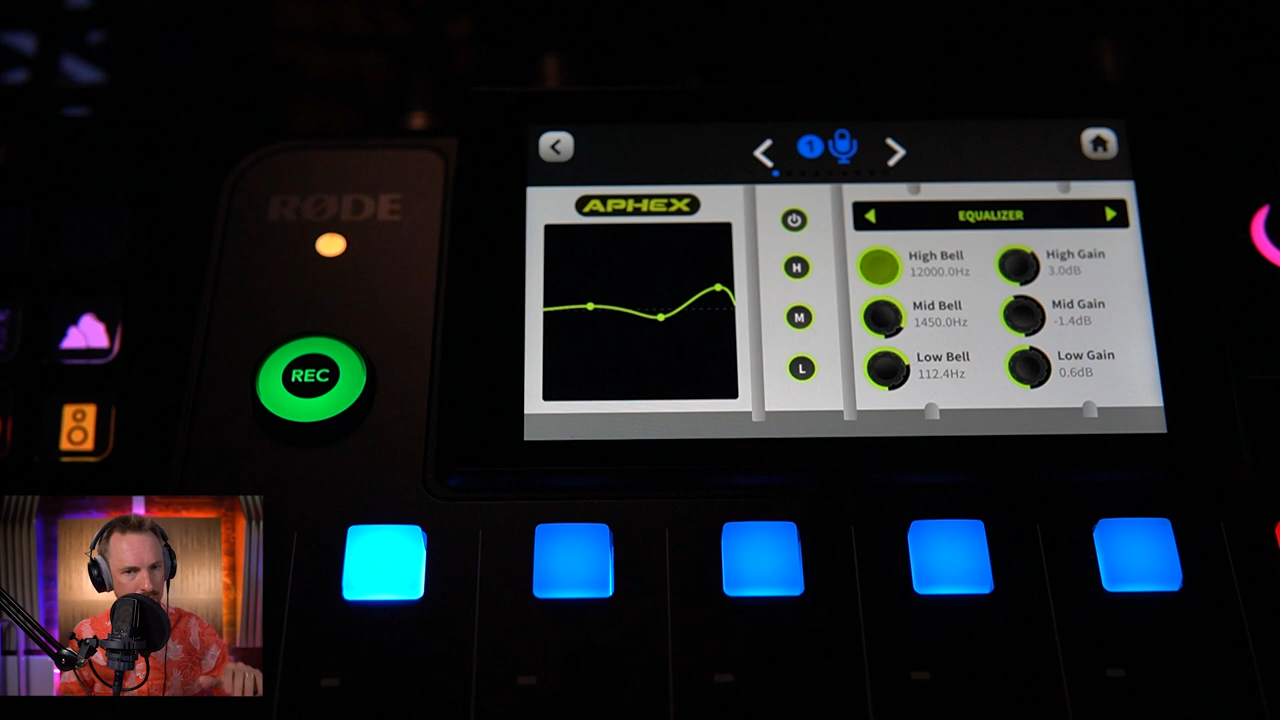 RØDE
REC
1
APHEX
H
M
L
EQUALIZER
High Bell
12000.0Hz
High Gain
3.0dB
Mid Bell
1450.0Hz
Mid Gain
-1.4dB
Low Bell
112.4Hz
Low Gain
0.6dB